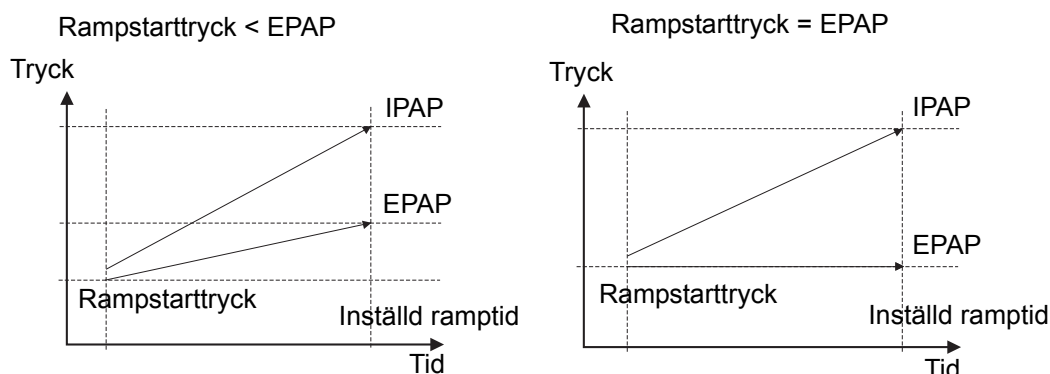 Rampstarttryck < EPAP
Tryck
IPAP
EPAP
Rampstarttryck
Inställd ramptid
Tid
Rampstarttryck = EPAP
Tryck
IPAP
EPAP
Rampstarttryck
Inställd ramptid
Tid